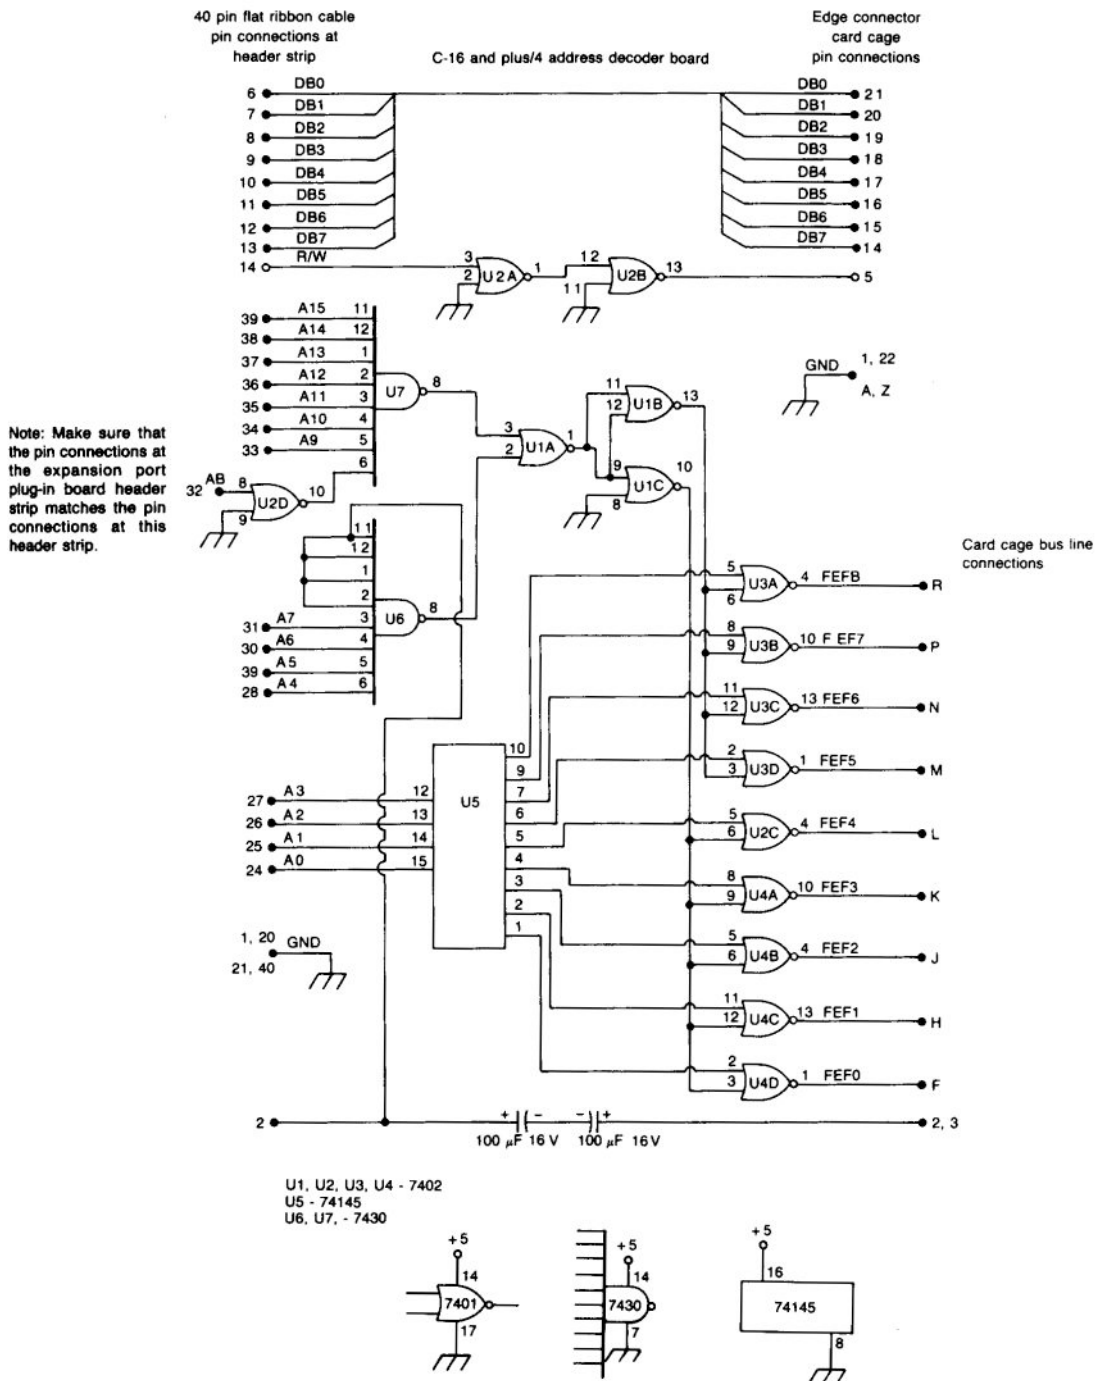 40 pin flat ribbon cable
pin connections at
header strip
C-16 and plus/4 address decoder board
Edge connector
card cage
pin connections
6 DB0 DB0 21
7 DB1 DB1 20
8 DB2 DB2 19
9 DB3 DB3 18
10 DB4 DB4 17
11 DB5 DB5 16
12 DB6 DB6 15
13 DB7 DB7 14
14 R/W 3 2 U2A 1 12 11 U2B 13 5
39 A15 11
38 A14 12
37 A13 1
36 A12 2
35 A11 3
34 A10 4
33 A9 5
6
U7 8
32 AB 8 9 U2D 10
3 2 U1A 1
11 12 U1B 13
9 8 U1C 10
GND 1, 22
A, Z
Note: Make sure that
the pin connections at
the expansion port
plug-in board header
strip matches the pin
connections at this
header strip.
11
12
1
2
31 A7 3
30 A6 4
39 A5 5
28 A4 6
U6 8
Card cage bus line
connections
5 6 U3A 4 FEFB R
8 9 U3B 10 F EF7 P
11 12 U3C 13 FEF6 N
2 3 U3D 1 FEF5 M
5 6 U2C 4 FEF4 L
8 9 U4A 10 FEF3 K
5 6 U4B 4 FEF2 J
11 12 U4C 13 FEF1 H
2 3 U4D 1 FEF0 F
U5
10
9
7
6
5
4
3
2
1
27 A3 12
26 A2 13
25 A1 14
24 A0 15
1, 20 GND
21, 40
2 + - - + 2, 3
100 µF 16V 100 µF 16V
U1, U2, U3, U4 - 7402
U5 - 74145
U6, U7, - 7430
+5 14 7401 17
+5 14 7430 7
+5 16 74145 8